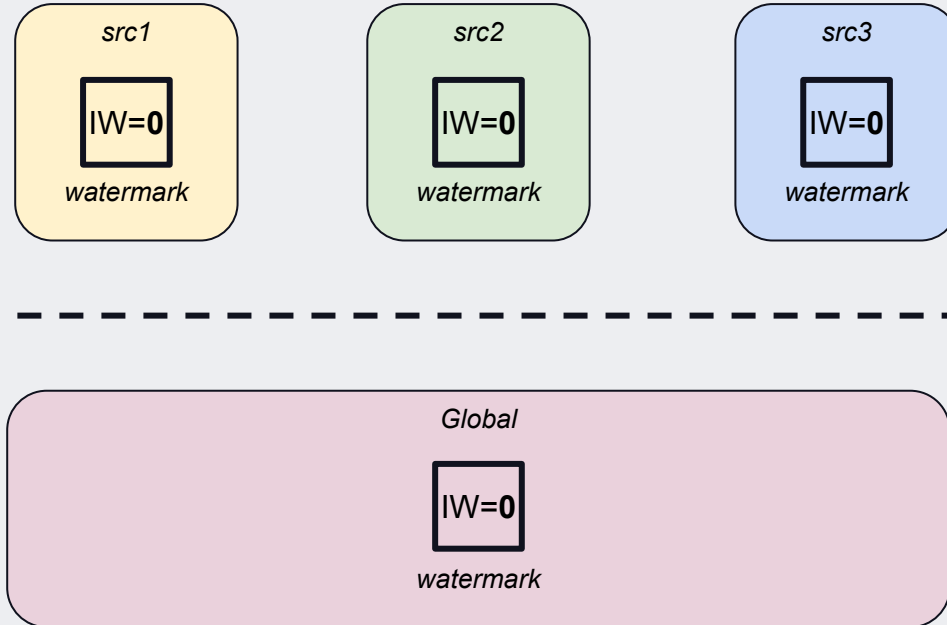 src1
IW=0
watermark
src2
IW=0
watermark
src3
IW=0
watermark
Global
IW=0
watermark